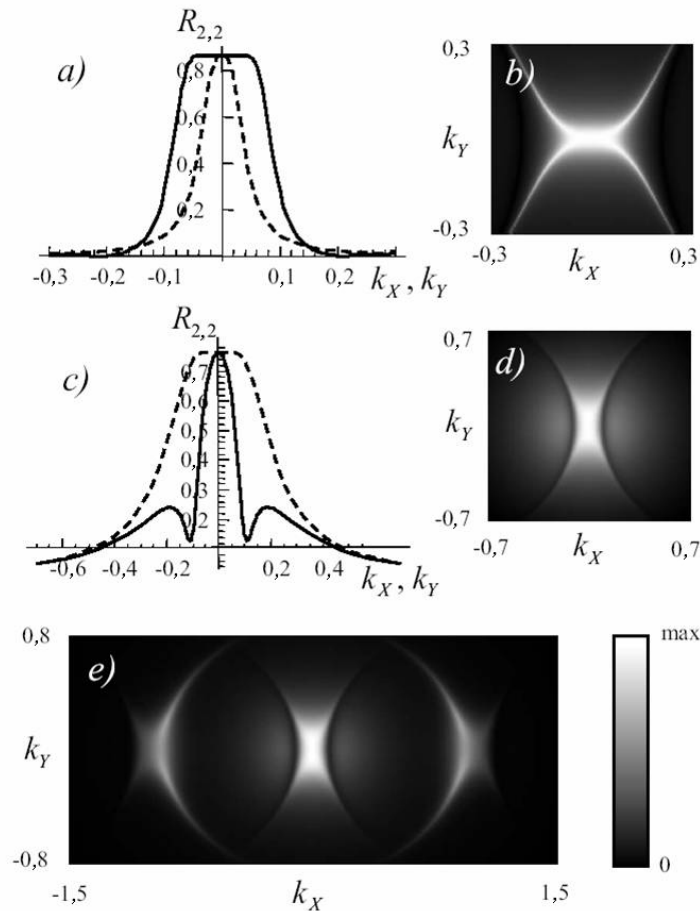 R2,2
a)
0,8
0,6
0,4
0,2
-0,3 -0,2 -0,1 0,1 0,2
kX , kY
b)
0,3
kY
-0,3
-0,3 0,3
kX
R2,2
c)
0,7
0,6
0,5
0,4
0,3
0,2
-0,6 -0,4 -0,2 0,2 0,4
kX , kY
d)
0,7
kY
-0,7
-0,7 0,7
kX
e)
0,8
kY
-0,8
-1,5 1,5
kX
max
0